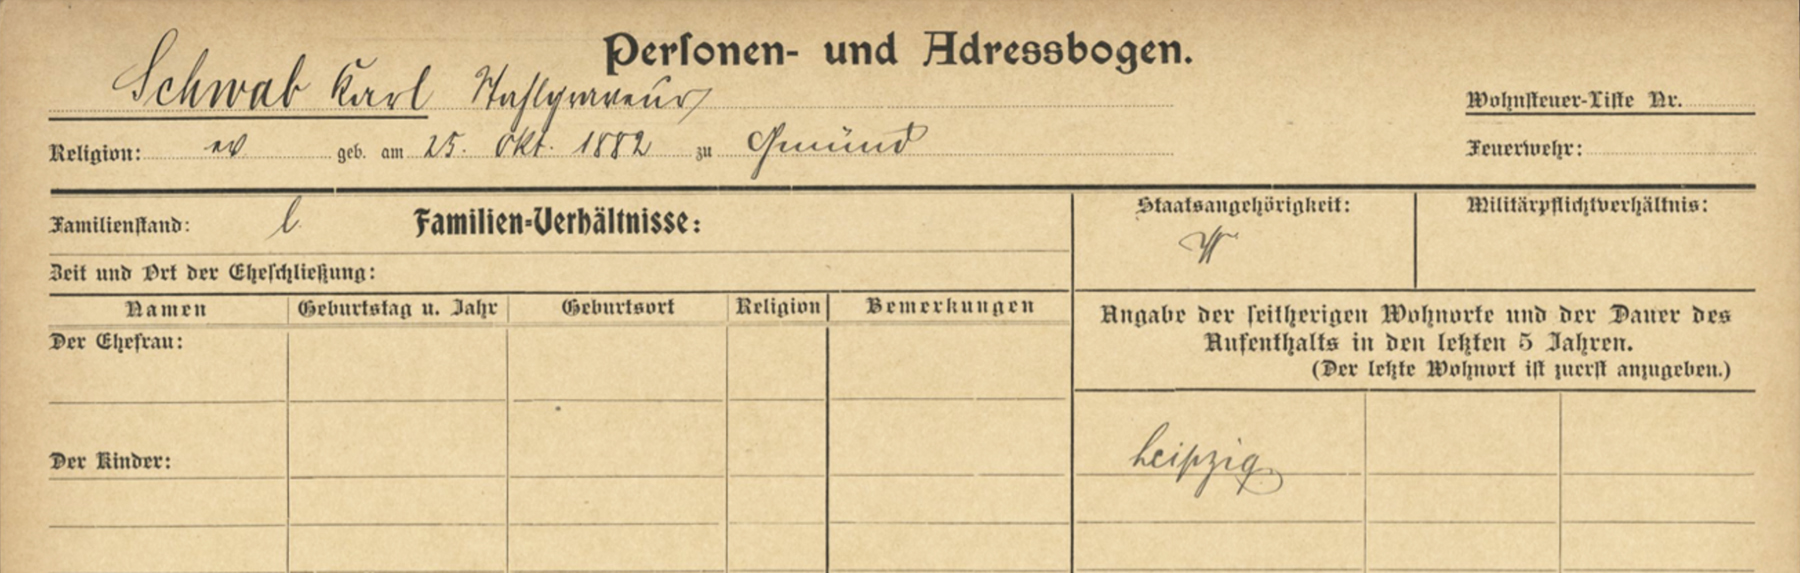 Personen- und Adressbogen.
Schwab Karl Stahlgraveur
Wohnsteuer-Liste Nr.
Religion: ev geb. am 25. Okt. 1882 zu Gmünd
Feuerwehr:
Familienstand: l. Familien-Verhältnisse:
Staatsangehörigkeit: Militärpflichtverhältnis:
W
Zeit und Ort der Eheschließung:
Namen Geburtstag u. Jahr Geburtsort Religion Bemerkungen
Angabe der seitherigen Wohnorte und der Dauer des
Aufenthalts in den letzten 5 Jahren.
(Der letzte Wohnort ist zuerst anzugeben.)
Der Ehefrau:
Der Kinder:
Leipzig